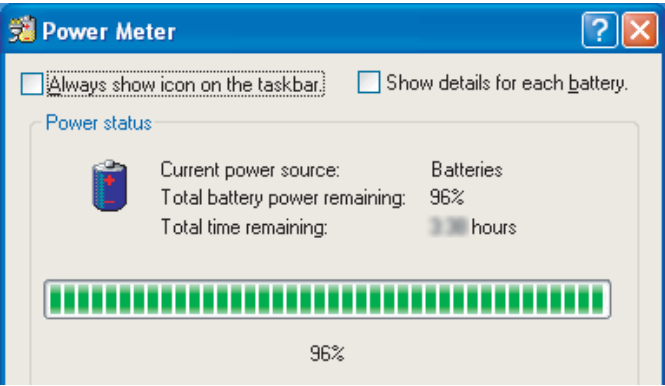 Power Meter
Always show icon on the taskbar.
Show details for each battery.
Power status
Current power source: Batteries
Total battery power remaining: 96%
Total time remaining: hours
96%